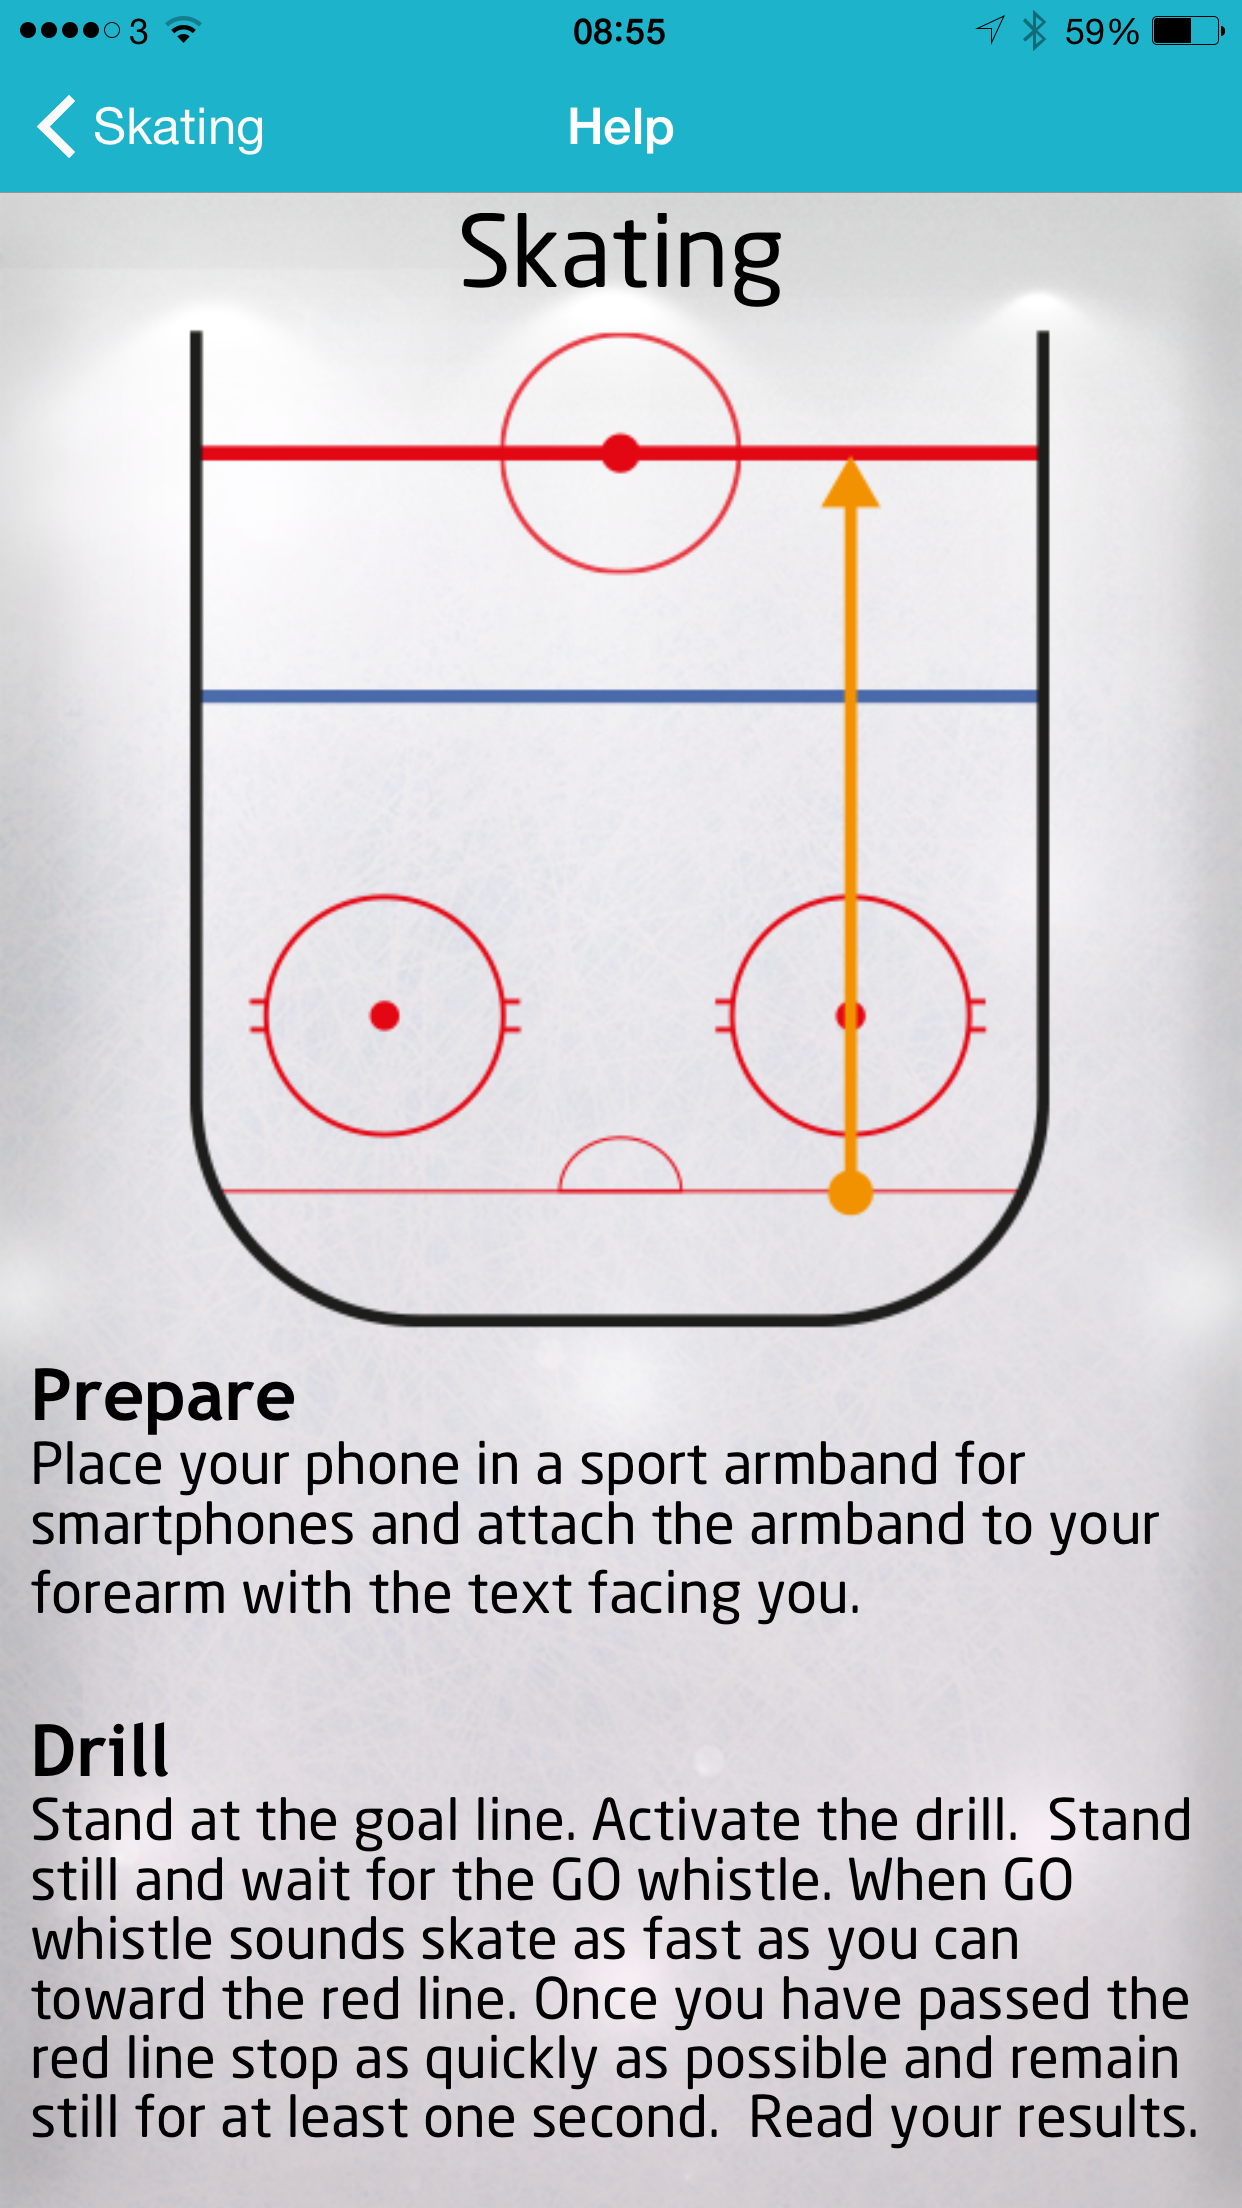 3 08:55 59%
Skating Help
Skating
Prepare
Place your phone in a sport armband for
smartphones and attach the armband to your
forearm with the text facing you.
Drill
Stand at the goal line. Activate the drill.  Stand
still and wait for the GO whistle. When GO
whistle sounds skate as fast as you can
toward the red line. Once you have passed the
red line stop as quickly as possible and remain
still for at least one second.  Read your results.